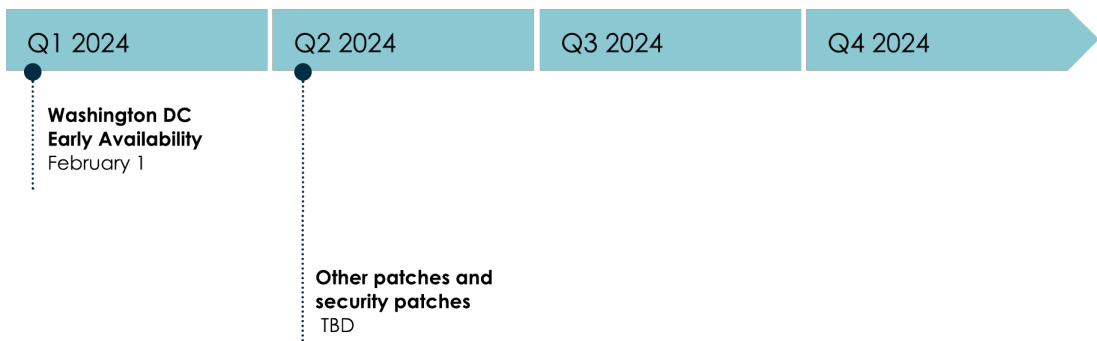 Q1 2024
Q2 2024
Q3 2024
Q4 2024
Washington DC
Early Availability
February 1
Other patches and
security patches
TBD